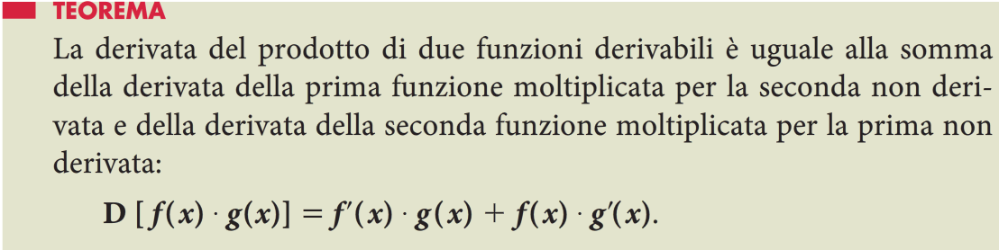 TEOREMA
La derivata del prodotto di due funzioni derivabili è uguale alla somma
della derivata della prima funzione moltiplicata per la seconda non deri-
vata e della derivata della seconda funzione moltiplicata per la prima non
derivata:
D [f(x) · g(x)] = f′(x) · g(x) + f(x) · g′(x).